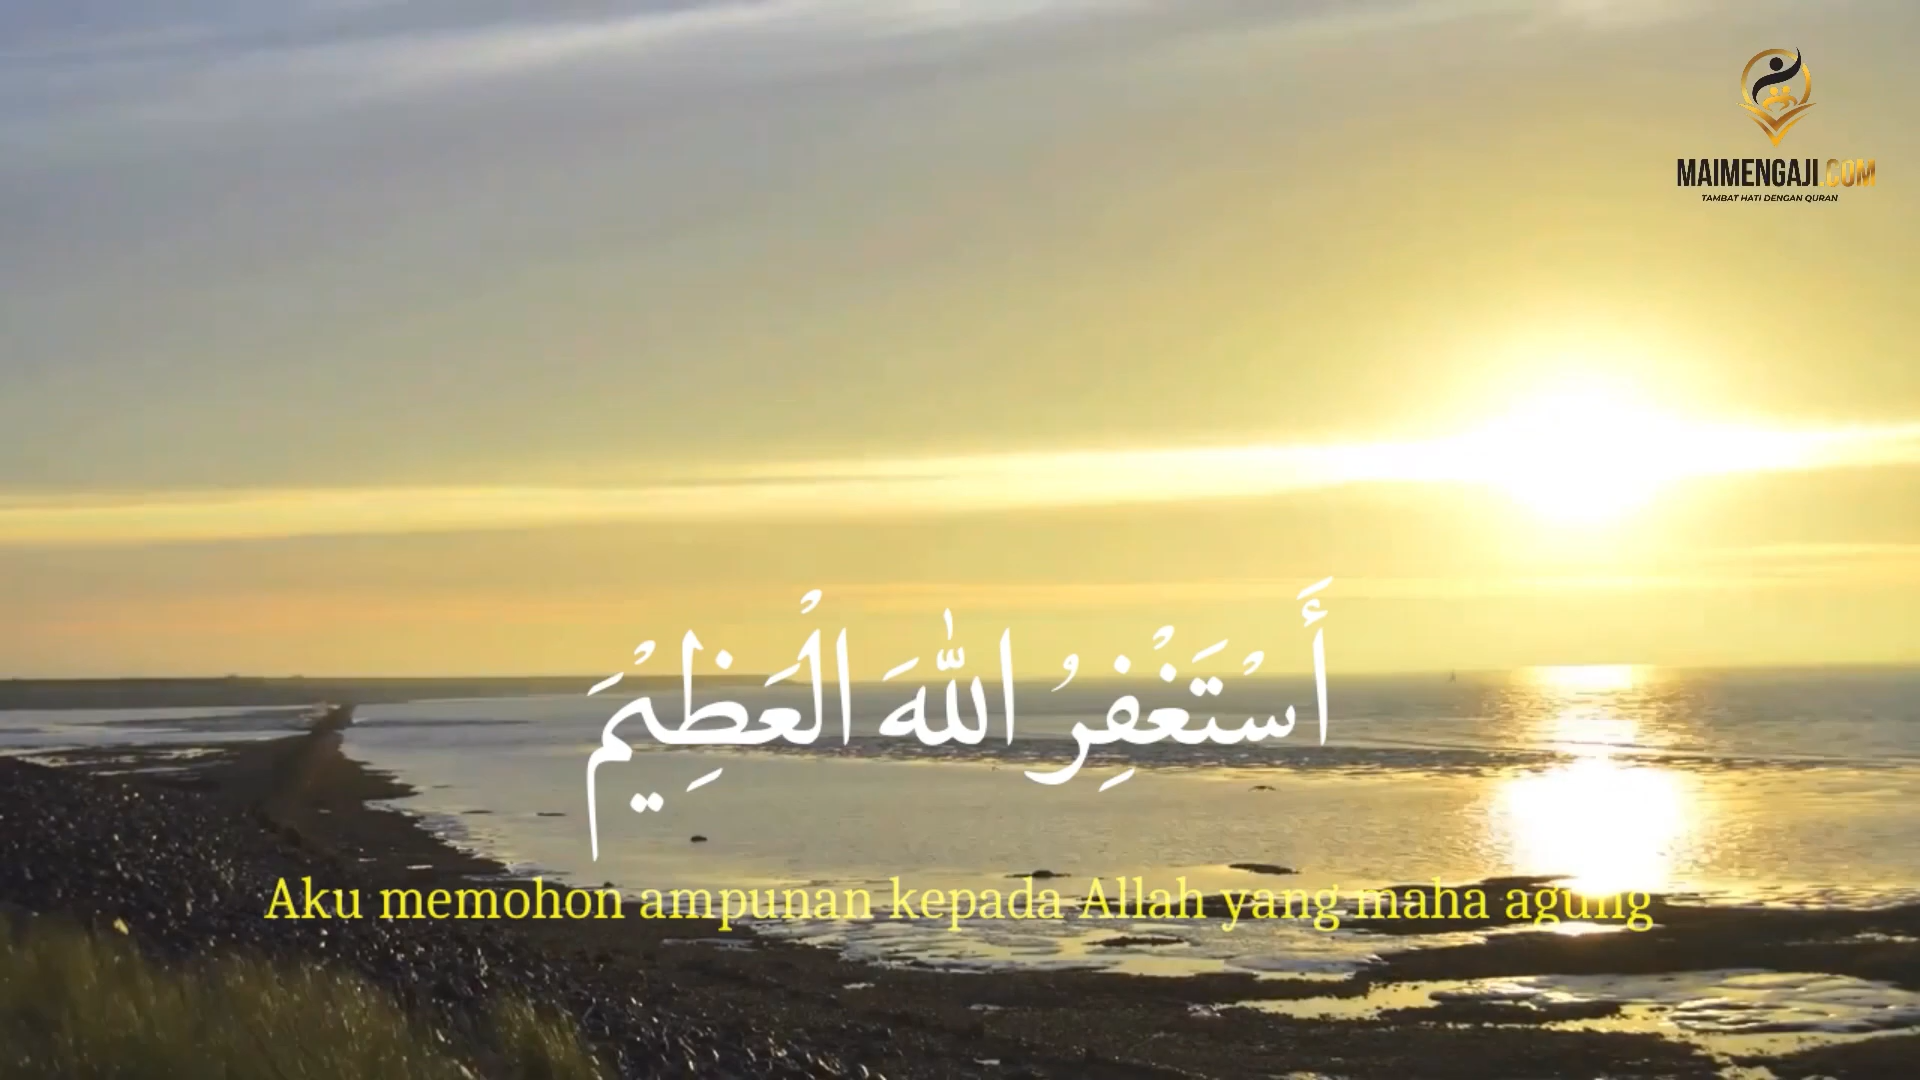 MAIMENGAJI.COM
TAMBAT HATI DENGAN QURAN
أَسْتَغْفِرُ اللّٰهَ الْعَظِيْمَ
Aku memohon ampunan kepada Allah yang maha agung